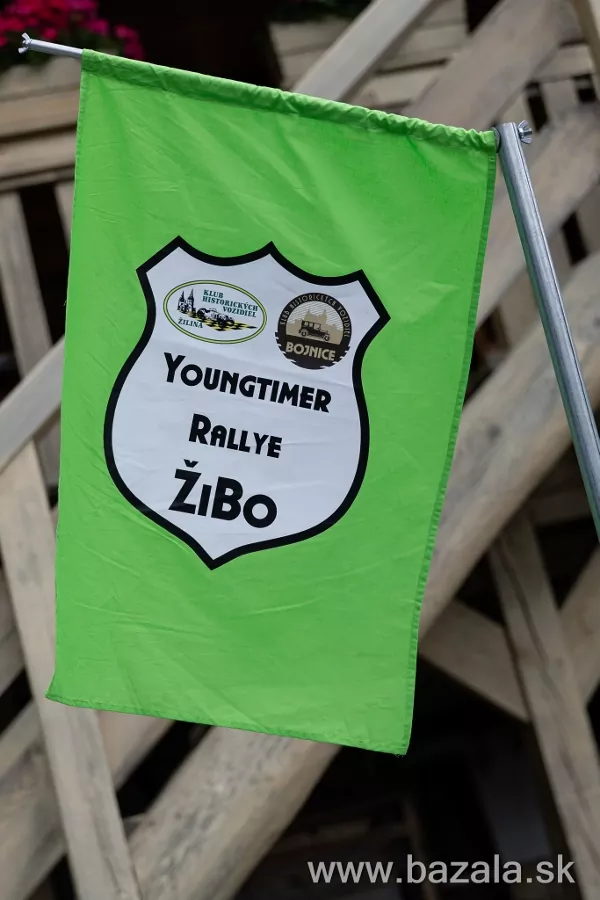 KLUB
HISTORICKÝCH
VOZIDIEL
ŽILINA
KLUB HISTORICKÝCH VOZIDIEL
BOJNICE
YOUNGTIMER
RALLYE
ŽIBO
www.bazala.sk